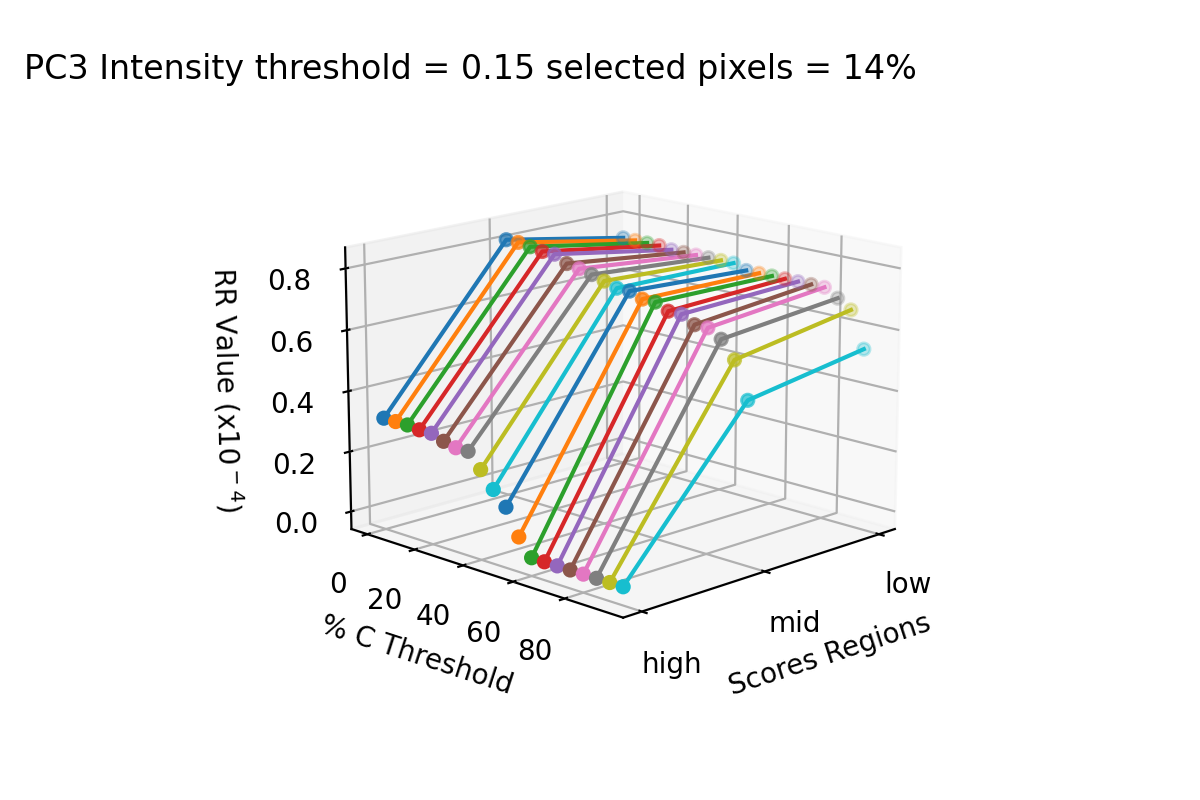 PC3 Intensity threshold = 0.15 selected pixels = 14%
RR Value (x10⁻⁴)
0.8
0.6
0.4
0.2
0.0
0
20
40
60
80
% C Threshold
high
mid
low
Scores Regions